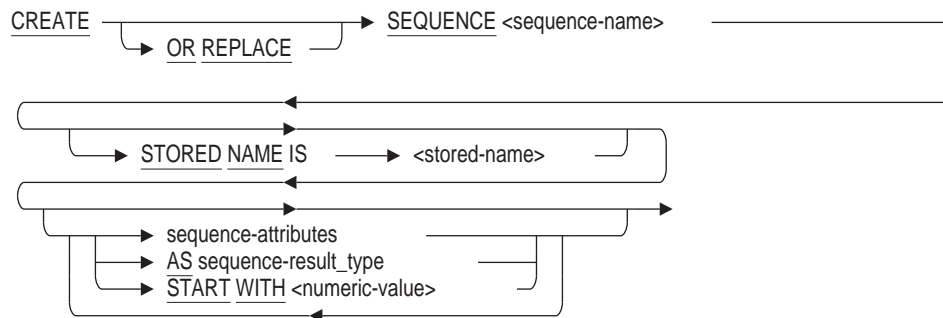 CREATE SEQUENCE <sequence-name>
OR REPLACE
STORED NAME IS <stored-name>
sequence-attributes
AS sequence-result_type
START WITH <numeric-value>